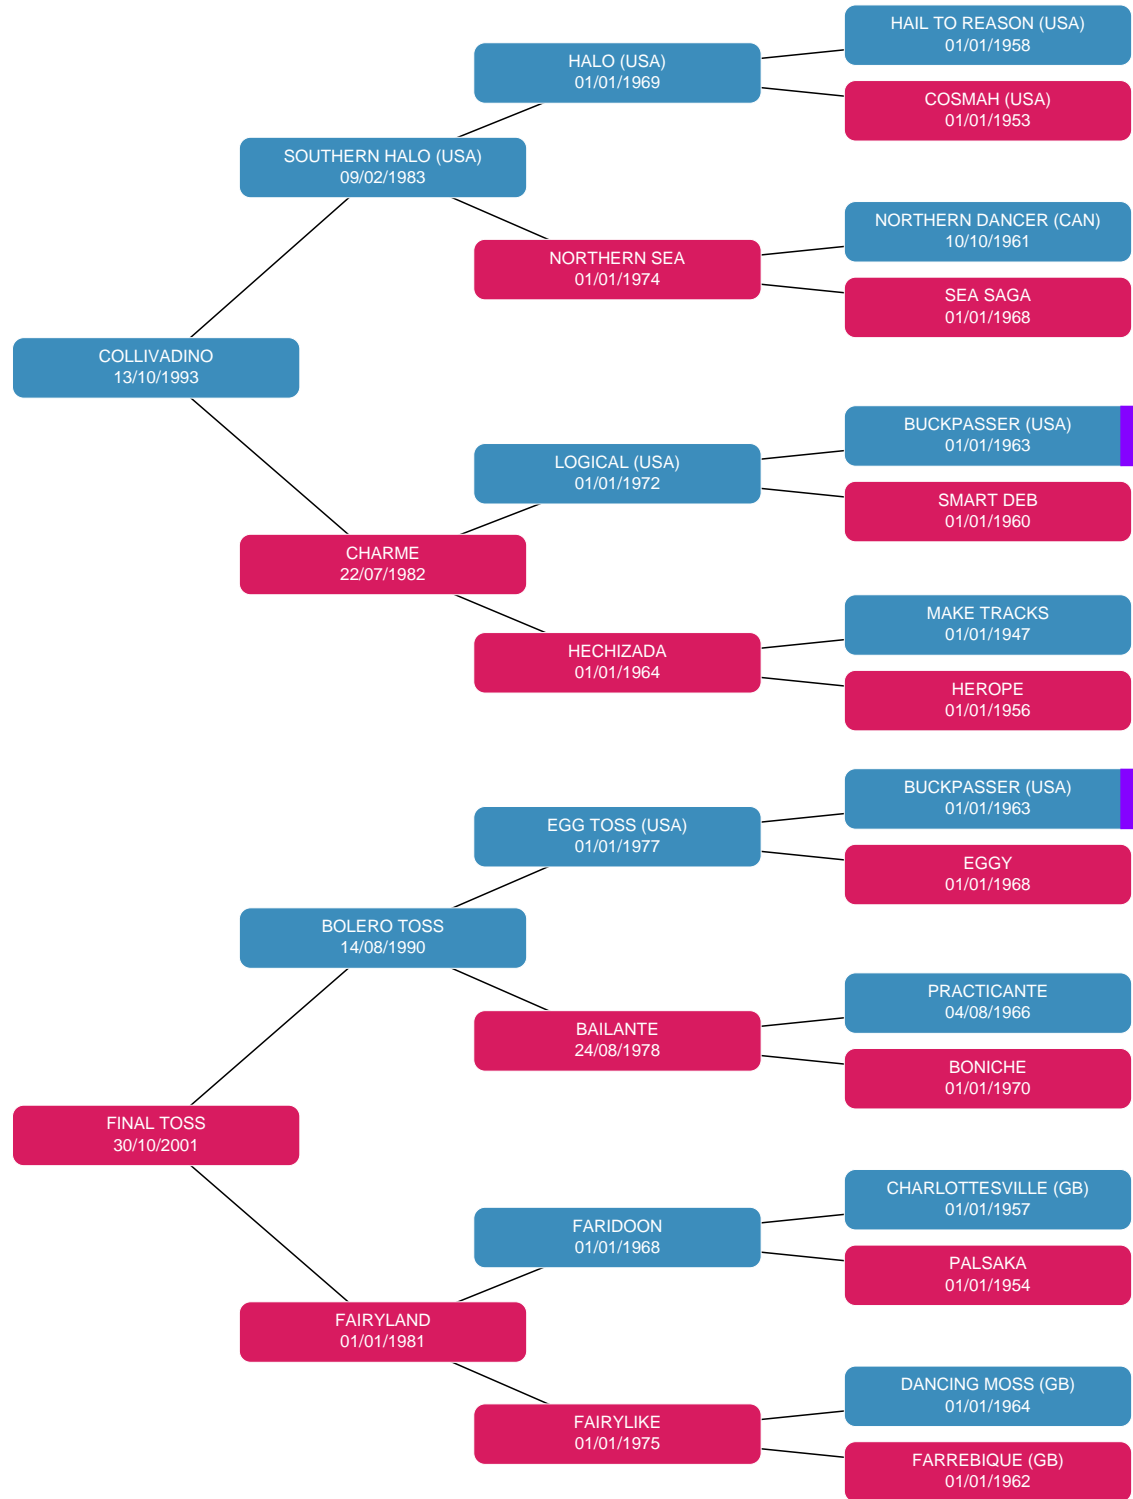 HAIL TO REASON (USA)
01/01/1958
HALO (USA)
01/01/1969
COSMAH (USA)
01/01/1953
SOUTHERN HALO (USA)
09/02/1983
NORTHERN DANCER (CAN)
10/10/1961
NORTHERN SEA
01/01/1974
SEA SAGA
01/01/1968
COLLIVADINO
13/10/1993
BUCKPASSER (USA)
01/01/1963
LOGICAL (USA)
01/01/1972
SMART DEB
01/01/1960
CHARME
22/07/1982
MAKE TRACKS
01/01/1947
HECHIZADA
01/01/1964
HEROPE
01/01/1956
BUCKPASSER (USA)
01/01/1963
EGG TOSS (USA)
01/01/1977
EGGY
01/01/1968
BOLERO TOSS
14/08/1990
PRACTICANTE
04/08/1966
BAILANTE
24/08/1978
BONICHE
01/01/1970
FINAL TOSS
30/10/2001
CHARLOTTESVILLE (GB)
01/01/1957
FARIDOON
01/01/1968
PALSAKA
01/01/1954
FAIRYLAND
01/01/1981
DANCING MOSS (GB)
01/01/1964
FAIRYLIKE
01/01/1975
FARREBIQUE (GB)
01/01/1962